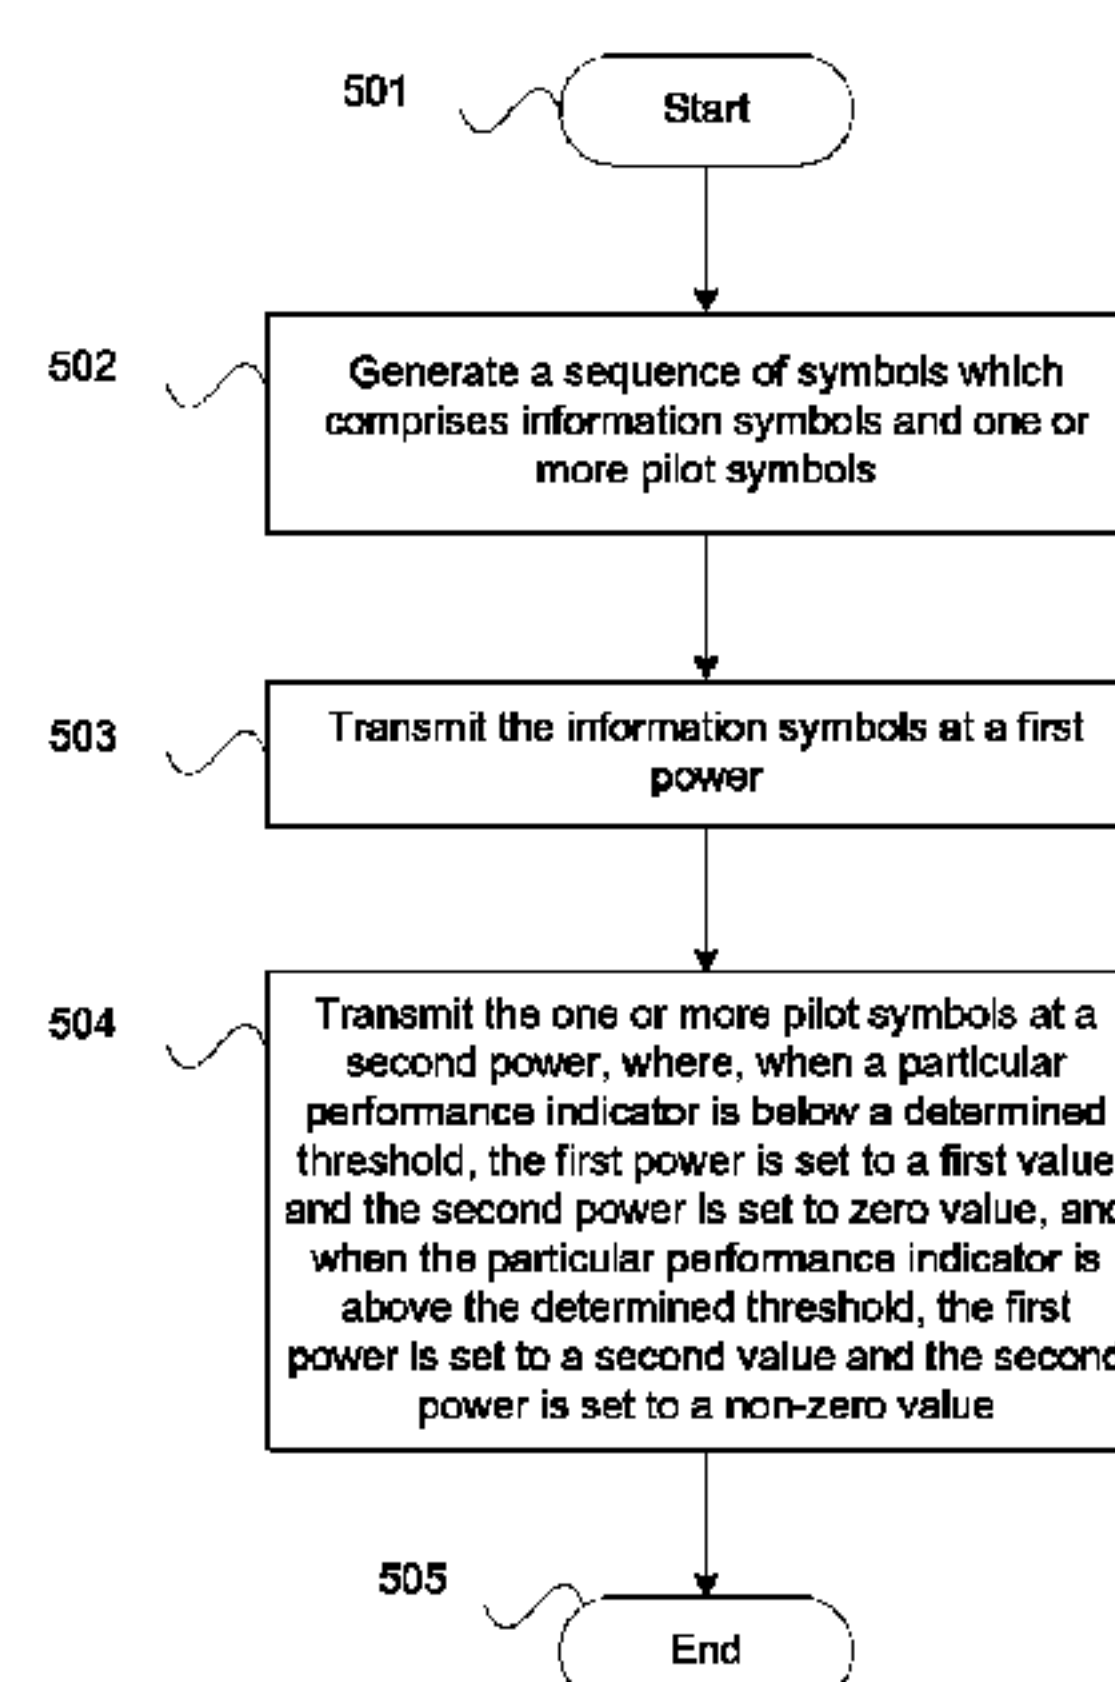 501
Start
502
Generate a sequence of symbols which
comprises information symbols and one or
more pilot symbols
503
Transmit the information symbols at a first
power
504
Transmit the one or more pilot symbols at a
second power, where, when a particular
performance indicator is below a determined
threshold, the first power is set to a first value
and the second power is set to zero value, and
when the particular performance indicator is
above the determined threshold, the first
power is set to a second value and the second
power is set to a non-zero value
505
End